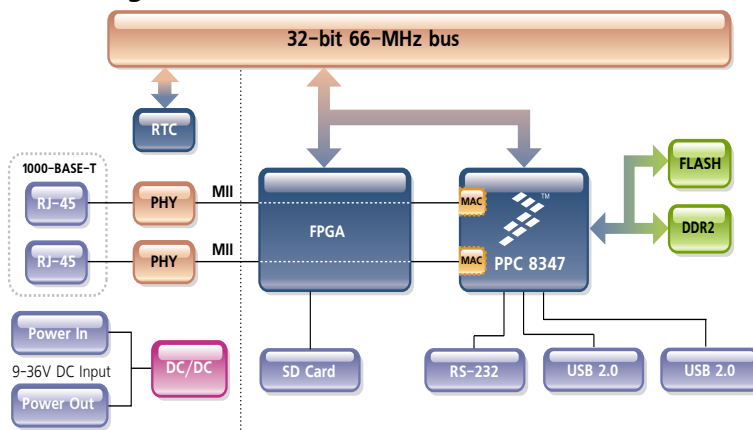 32-bit 66-MHz bus
RTC
1000-BASE-T
RJ-45
PHY
MII
MAC
TM
FLASH
FPGA
RJ-45
PHY
MII
MAC
PPC 8347
DDR2
Power In
9-36V DC Input
Power Out
DC/DC
SD Card
RS-232
USB 2.0
USB 2.0